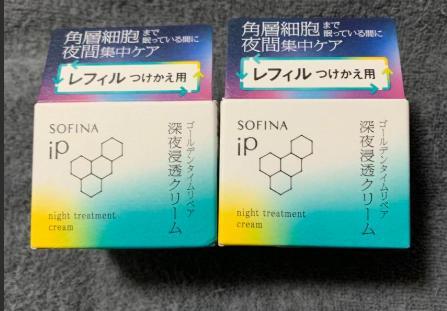 角層細胞まで
眠っている間に
夜間集中ケア
レフィル つけかえ用
SOFINA
iP
ゴールデンタイムリペア
深夜浸透クリーム
night treatment
cream
角層細胞まで
眠っている間に
夜間集中ケア
レフィル つけかえ用
SOFINA
iP
ゴールデンタイムリペア
深夜浸透クリーム
night treatment
cream